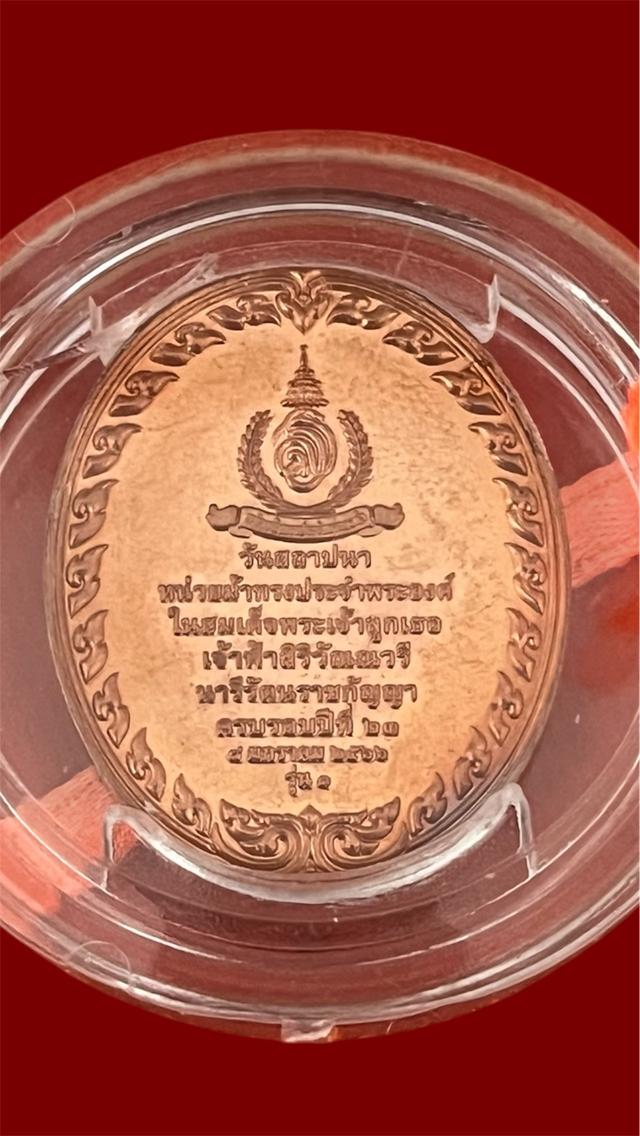 วันสถาปนา
หน่วยม้าทรงประจำพระองค์
ในสมเด็จพระเจ้าลูกเธอ
เจ้าฟ้าสิริวัณณวรี
นารีรัตนราชกัญญา
ครบรอบปีที่ ๒๓
๘ มกราคม ๒๕๖๖
รุ่น ๑